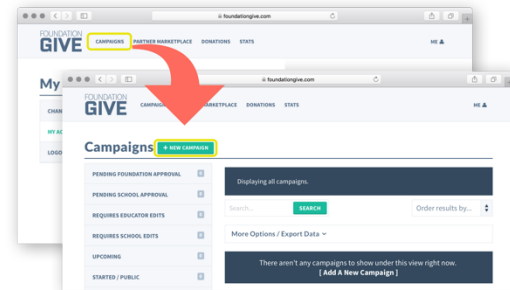 foundationgive.com
FOUNDATION
GIVE
CAMPAIGNS PARTNER MARKETPLACE DONATIONS STATS ME
My
MY AC
LOGO
foundationgive.com
FOUNDATION
GIVE
DONATIONS STATS ME
Campaigns + NEW CAMPAIGN
PENDING FOUNDATION APPROVAL +
PENDING SCHOOL APPROVAL +
REQUIRES EDUCATOR EDITS +
REQUIRES SCHOOL EDITS +
UPCOMING +
STARTED / PUBLIC +
Displaying all campaigns.
Search... SEARCH Order results by...
More Options / Export Data
There aren't any campaigns to show under this view right now.
[ Add A New Campaign ]